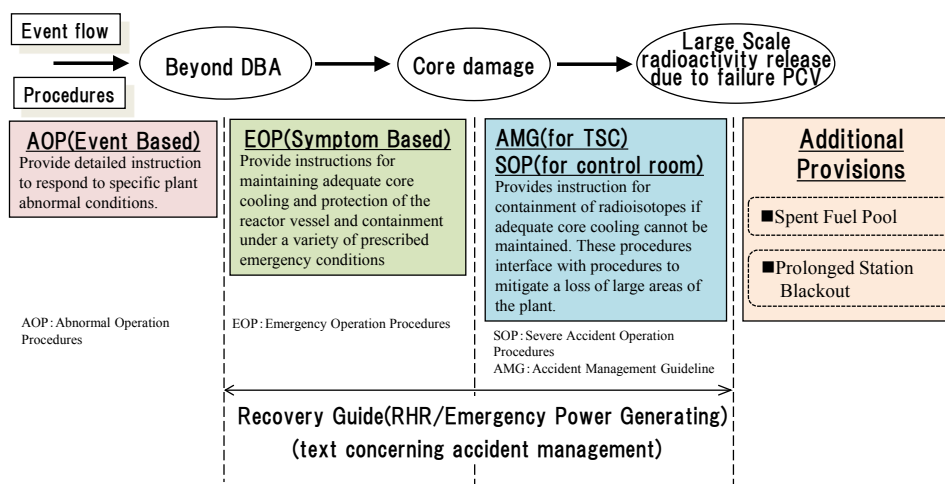 Event flow
Procedures
Beyond DBA
Core damage
Large Scale
radioactivity release
due to failure PCV
AOP(Event Based)
Provide detailed instruction
to respond to specific plant
abnormal conditions.
AOP:Abnormal Operation
Procedures
EOP(Symptom Based)
Provide instructions for
maintaining adequate core
cooling and protection of the
reactor vessel and containment
under a variety of prescribed
emergency conditions
EOP:Emergency Operation Procedures
AMG(for TSC)
SOP(for control room)
Provides instruction for
containment of radioisotopes if
adequate core cooling cannot be
maintained. These procedures
interface with procedures to
mitigate a loss of large areas of
the plant.
SOP:Severe Accident Operation
Procedures
AMG:Accident Management Guideline
Additional
Provisions
■Spent Fuel Pool
■Prolonged Station
Blackout
Recovery Guide(RHR/Emergency Power Generating)
(text concerning accident management)